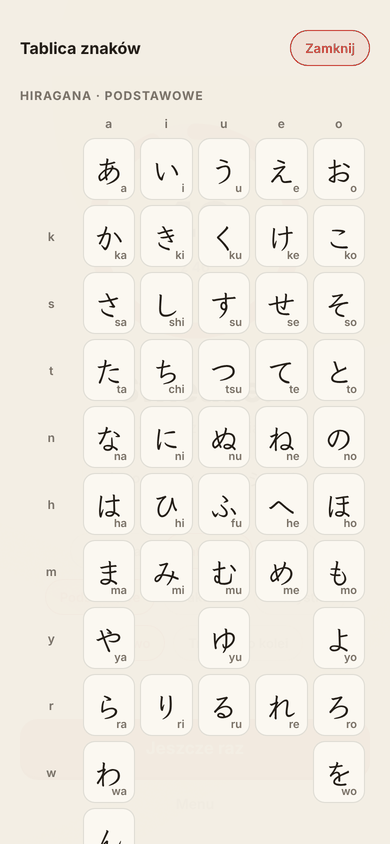 Tablica znaków
Zamknij
HIRAGANA · PODSTAWOWE
a i u e o
あ a い i う u え e お o
k か ka き ki く ku け ke こ ko
s さ sa し shi す su せ se そ so
t た ta ち chi つ tsu て te と to
n な na に ni ぬ nu ね ne の no
h は ha ひ hi ふ fu へ he ほ ho
m ま ma み mi む mu め me も mo
y や ya ゆ yu よ yo
r ら ra り ri る ru れ re ろ ro
w わ wa を wo
ん